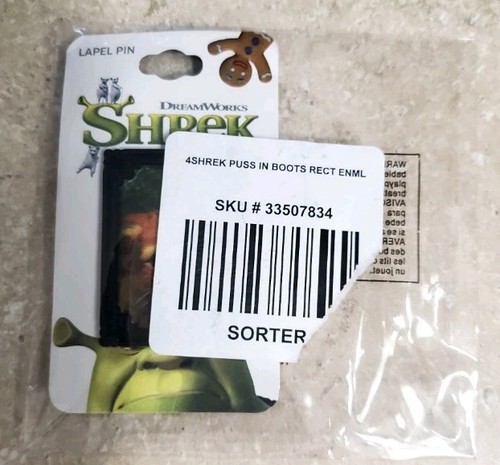 LAPEL PIN
DREAMWORKS
SHREK
4SHREK PUSS IN BOOTS RECT ENML
SKU # 33507834
SORTER